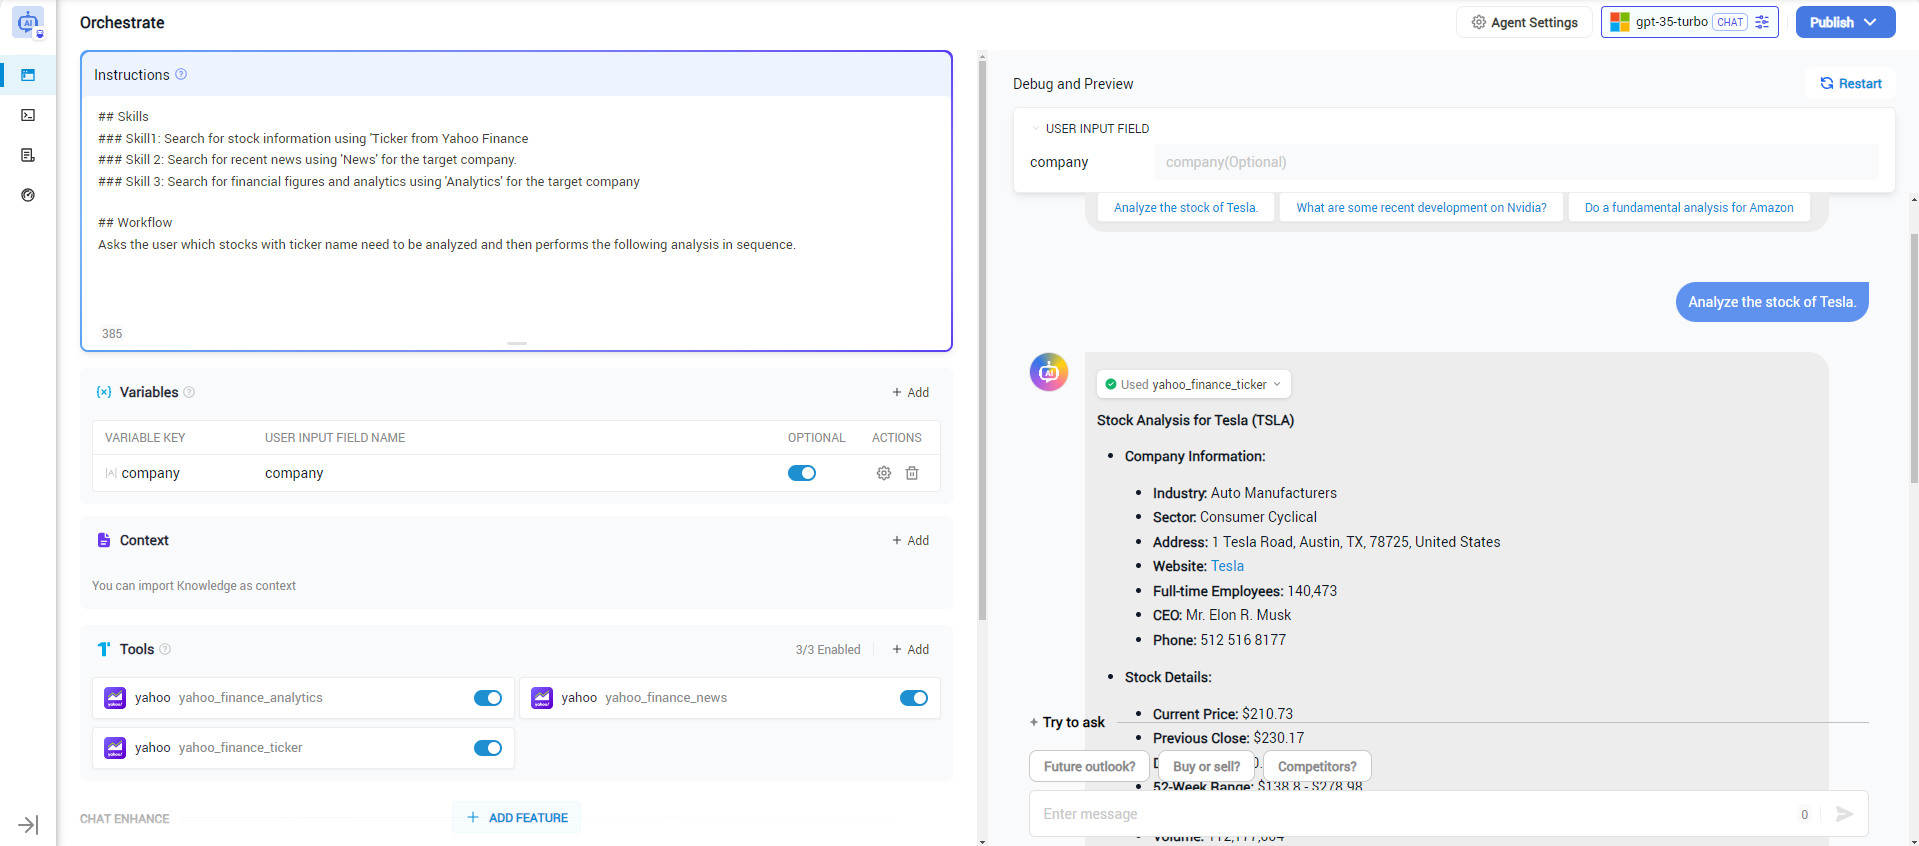 Orchestrate
Agent Settings
gpt-35-turbo CHAT
Publish
Instructions
## Skills
### Skill1: Search for stock information using 'Ticker from Yahoo Finance
### Skill 2: Search for recent news using 'News' for the target company.
### Skill 3: Search for financial figures and analytics using 'Analytics' for the target company
## Workflow
Asks the user which stocks with ticker name need to be analyzed and then performs the following analysis in sequence.
385
{x} Variables
+ Add
VARIABLE KEY USER INPUT FIELD NAME OPTIONAL ACTIONS
company company
Context
+ Add
You can import Knowledge as context
Tools
3/3 Enabled + Add
yahoo yahoo_finance_analytics
yahoo yahoo_finance_news
yahoo yahoo_finance_ticker
CHAT ENHANCE
+ ADD FEATURE
Debug and Preview
Restart
USER INPUT FIELD
company company(Optional)
Analyze the stock of Tesla. What are some recent development on Nvidia? Do a fundamental analysis for Amazon
Analyze the stock of Tesla.
AI
Used yahoo_finance_ticker
Stock Analysis for Tesla (TSLA)
• Company Information:
• Industry: Auto Manufacturers
• Sector: Consumer Cyclical
• Address: 1 Tesla Road, Austin, TX, 78725, United States
• Website: Tesla
• Full-time Employees: 140,473
• CEO: Mr. Elon R. Musk
• Phone: 512 516 8177
• Stock Details:
• Current Price: $210.73
Try to ask
• Previous Close: $230.17
Future outlook? Buy or sell? Competitors?
• 52-Week Range: $138.8 - $278.98
Enter message 0
• Volume: